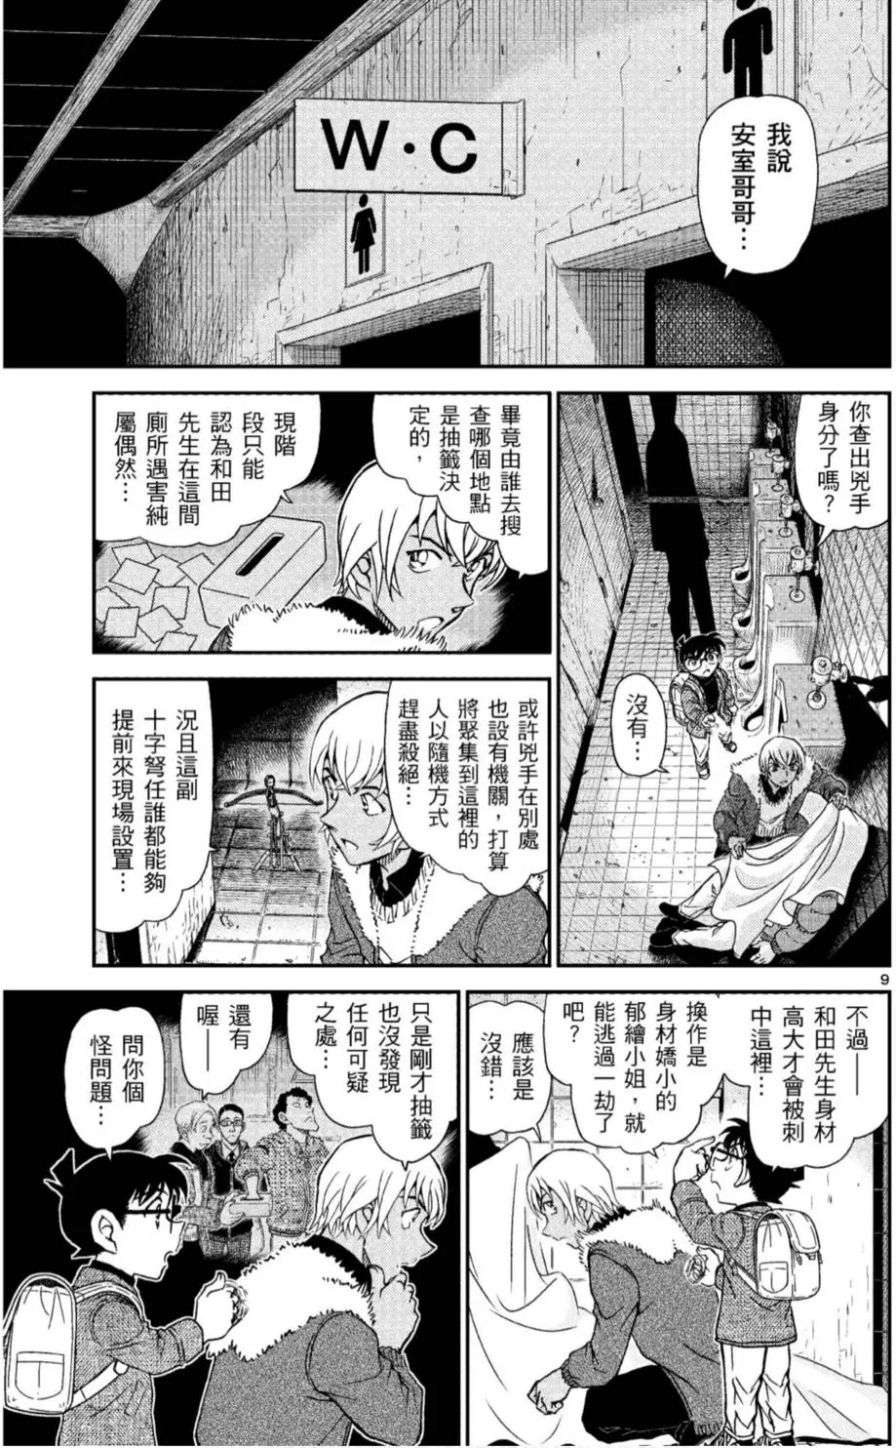 W·C
我說
安室哥哥…
你查出兇手
身分了嗎？
沒有…
畢竟由誰去搜
查哪個地點
是抽籤決
定的，
現階
段只能
認為和田
先生在這間
廁所遇害純
屬偶然…
或許兇手在別處
也設有機關，打算
將聚集到這裡的
人以隨機方式
趕盡殺絕…
況且這副
十字弩任誰都能夠
提前來現場設置…
9
不過——
和田先生身材
高大才會被刺
中這裡…
換作是
身材嬌小的
郁繪小姐，就
能逃過一劫了
吧？
應該是
沒錯…
只是剛才抽籤
也沒發現
任何可疑
之處…
還有
喔——
問你個
怪問題…